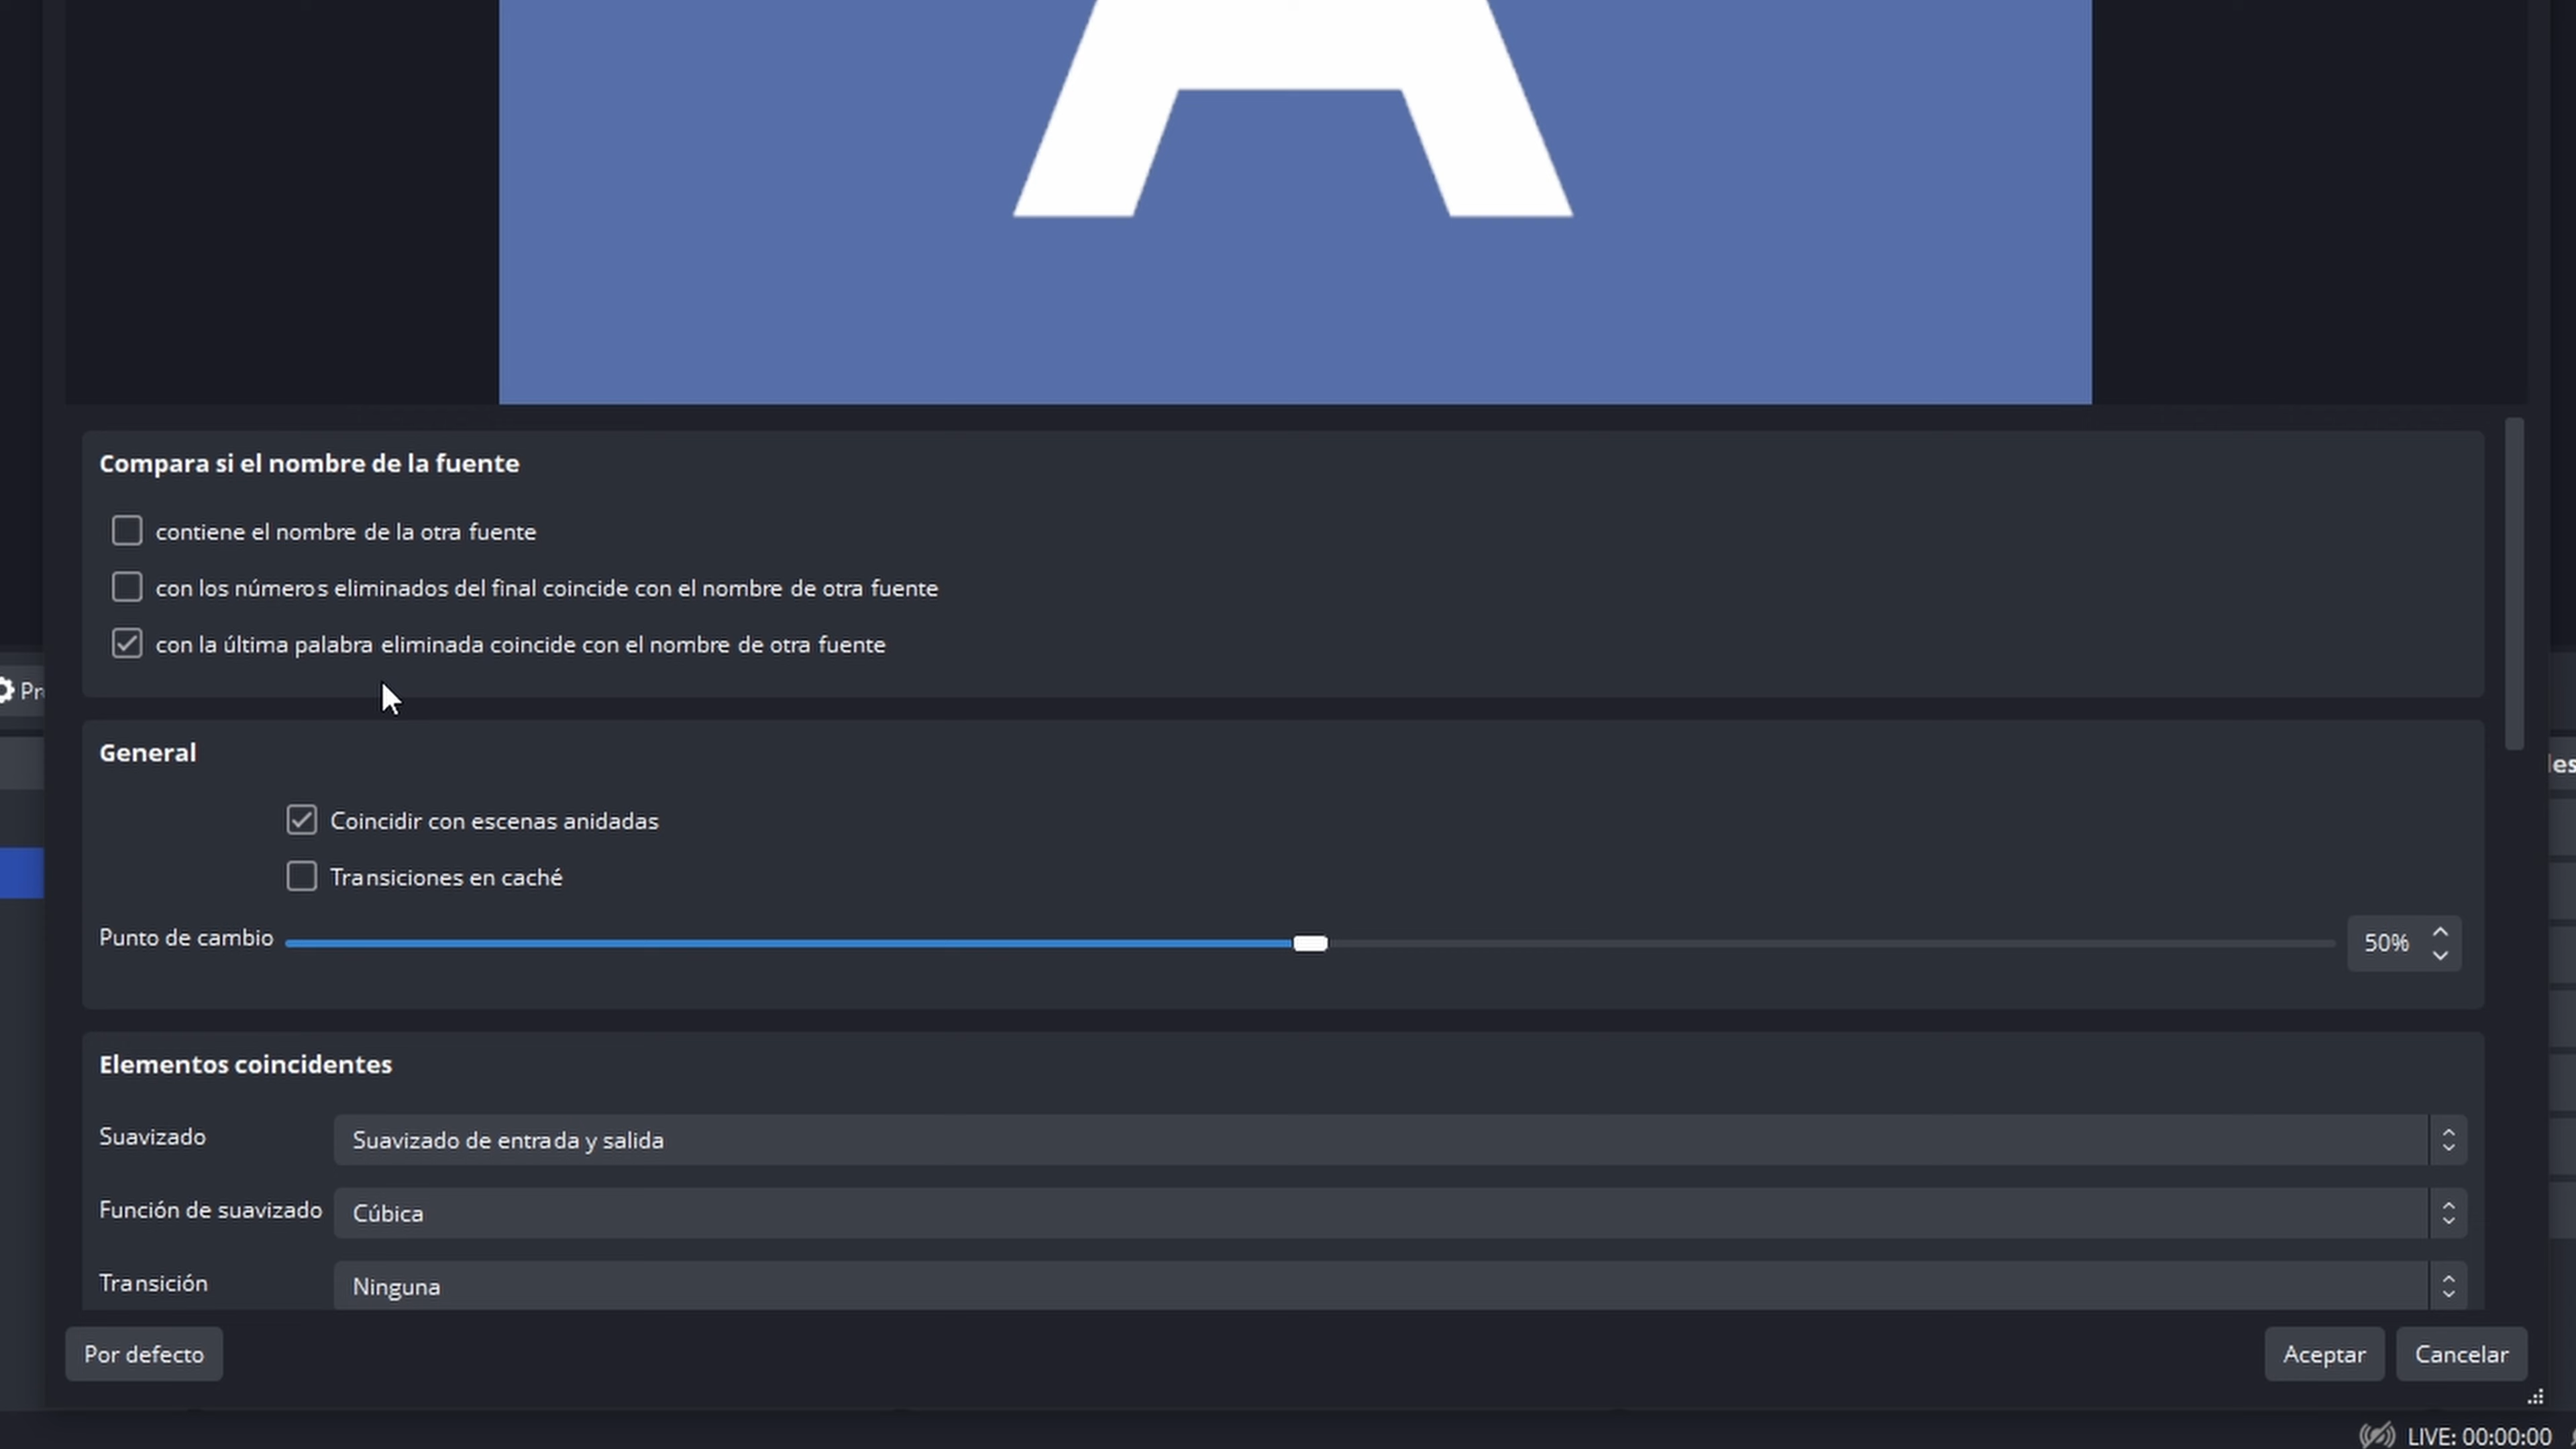 A
Compara si el nombre de la fuente
contiene el nombre de la otra fuente
con los números eliminados del final coincide con el nombre de otra fuente
con la última palabra eliminada coincide con el nombre de otra fuente
General
Coincidir con escenas anidadas
Transiciones en caché
Punto de cambio 50%
Elementos coincidentes
Suavizado Suavizado de entrada y salida
Función de suavizado Cúbica
Transición Ninguna
Por defecto Aceptar Cancelar
LIVE: 00:00:00